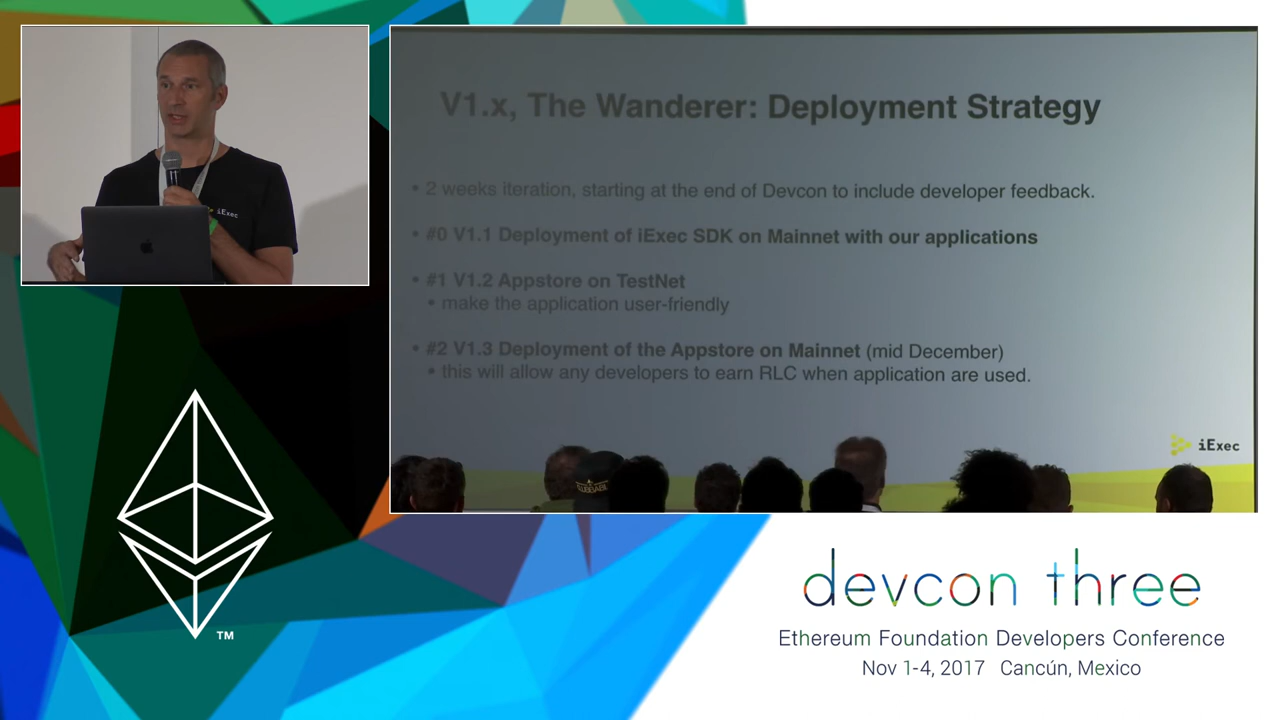 iExec
V1.x, The Wanderer: Deployment Strategy
• 2 weeks iteration, starting at the end of Devcon to include developer feedback.
• #0 V1.1 Deployment of iExec SDK on Mainnet with our applications
• #1 V1.2 Appstore on TestNet
• make the application user-friendly
• #2 V1.3 Deployment of the Appstore on Mainnet (mid December)
• this will allow any developers to earn RLC when application are used.
iExec
TM
devcon three
Ethereum Foundation Developers Conference
Nov 1-4, 2017 Cancún, Mexico